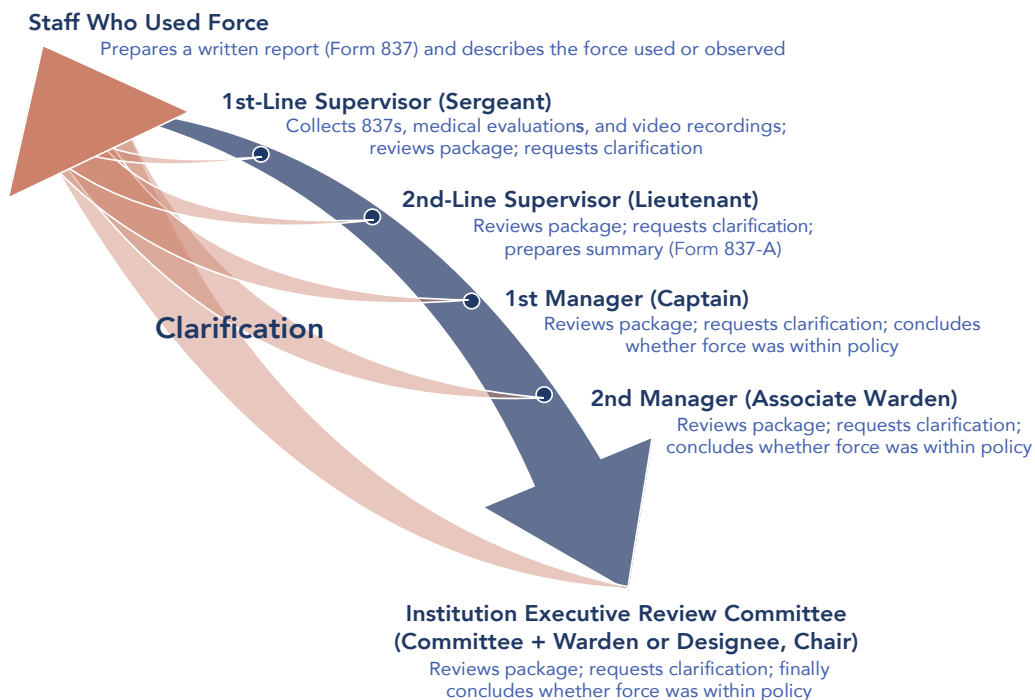 Staff Who Used Force
Prepares a written report (Form 837) and describes the force used or observed
1st-Line Supervisor (Sergeant)
Collects 837s, medical evaluations, and video recordings;
reviews package; requests clarification
2nd-Line Supervisor (Lieutenant)
Reviews package; requests clarification;
prepares summary (Form 837-A)
1st Manager (Captain)
Reviews package; requests clarification; concludes
whether force was within policy
Clarification
2nd Manager (Associate Warden)
Reviews package; requests clarification;
concludes whether force was within policy
Institution Executive Review Committee
(Committee + Warden or Designee, Chair)
Reviews package; requests clarification; finally
concludes whether force was within policy